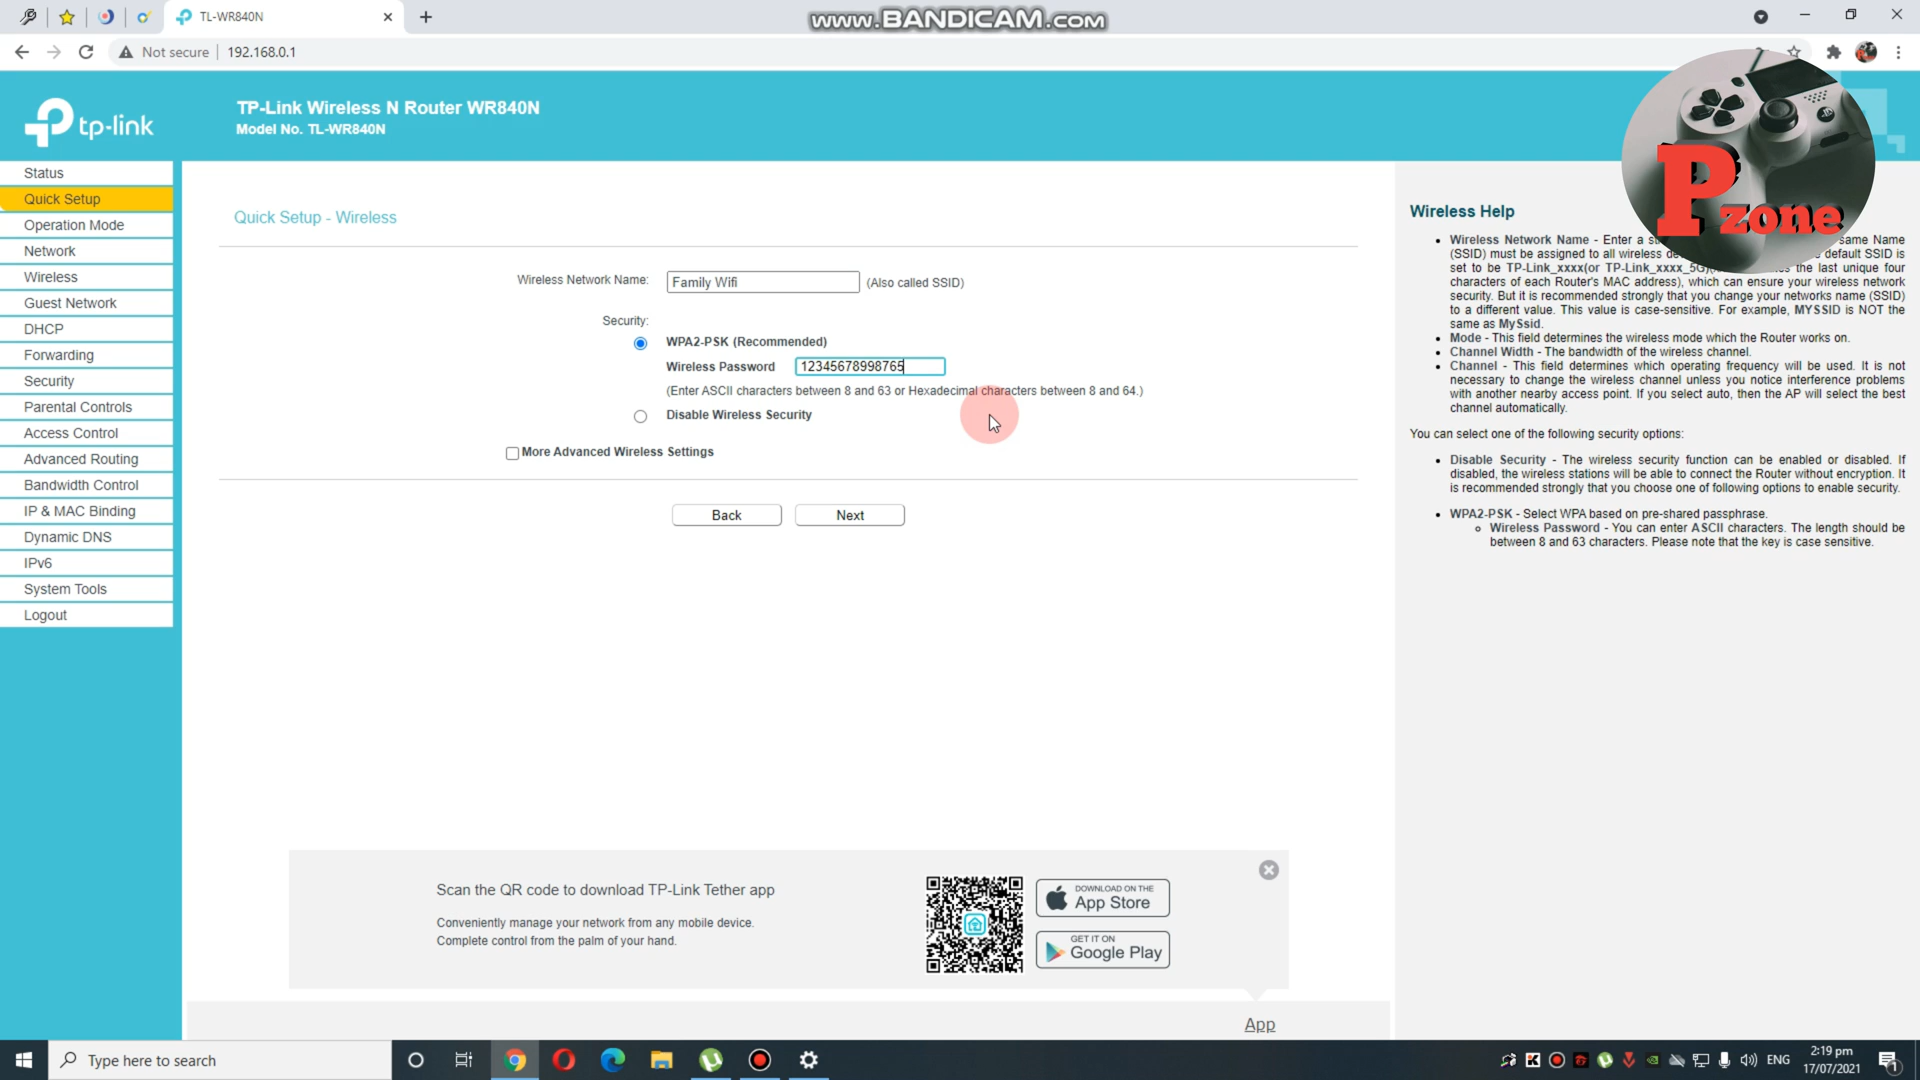 TL-WR840N
www.BANDICAM.com
Not secure
192.168.0.1
tp-link
TP-Link Wireless N Router WR840N
Model No. TL-WR840N
P zone
Status
Quick Setup
Operation Mode
Network
Wireless
Guest Network
DHCP
Forwarding
Security
Parental Controls
Access Control
Advanced Routing
Bandwidth Control
IP & MAC Binding
Dynamic DNS
IPv6
System Tools
Logout
Quick Setup - Wireless
Wireless Network Name: Family Wifi (Also called SSID)
Security:
WPA2-PSK (Recommended)
Wireless Password 12345678998765
(Enter ASCII characters between 8 and 63 or Hexadecimal characters between 8 and 64.)
Disable Wireless Security
More Advanced Wireless Settings
Back Next
Wireless Help
Wireless Network Name - Enter a same Name
(SSID) must be assigned to all wireless default SSID is
set to be TP-Link_xxxx(or TP-Link_xxxx_5G) the last unique four
characters of each Router's MAC address), which can ensure your wireless network
security. But it is recommended strongly that you change your networks name (SSID)
to a different value. This value is case-sensitive. For example, MYSSID is NOT the
same as MySsid.
Mode - This field determines the wireless mode which the Router works on.
Channel Width - The bandwidth of the wireless channel.
Channel - This field determines which operating frequency will be used. It is not
necessary to change the wireless channel unless you notice interference problems
with another nearby access point. If you select auto, then the AP will select the best
channel automatically.
You can select one of the following security options:
Disable Security - The wireless security function can be enabled or disabled. If
disabled, the wireless stations will be able to connect the Router without encryption. It
is recommended strongly that you choose one of following options to enable security.
WPA2-PSK - Select WPA based on pre-shared passphrase.
Wireless Password - You can enter ASCII characters. The length should be
between 8 and 63 characters. Please note that the key is case sensitive.
Scan the QR code to download TP-Link Tether app
Conveniently manage your network from any mobile device.
Complete control from the palm of your hand.
DOWNLOAD ON THE
App Store
GET IT ON
Google Play
App
Type here to search
ENG
2:19 pm
17/07/2021
1